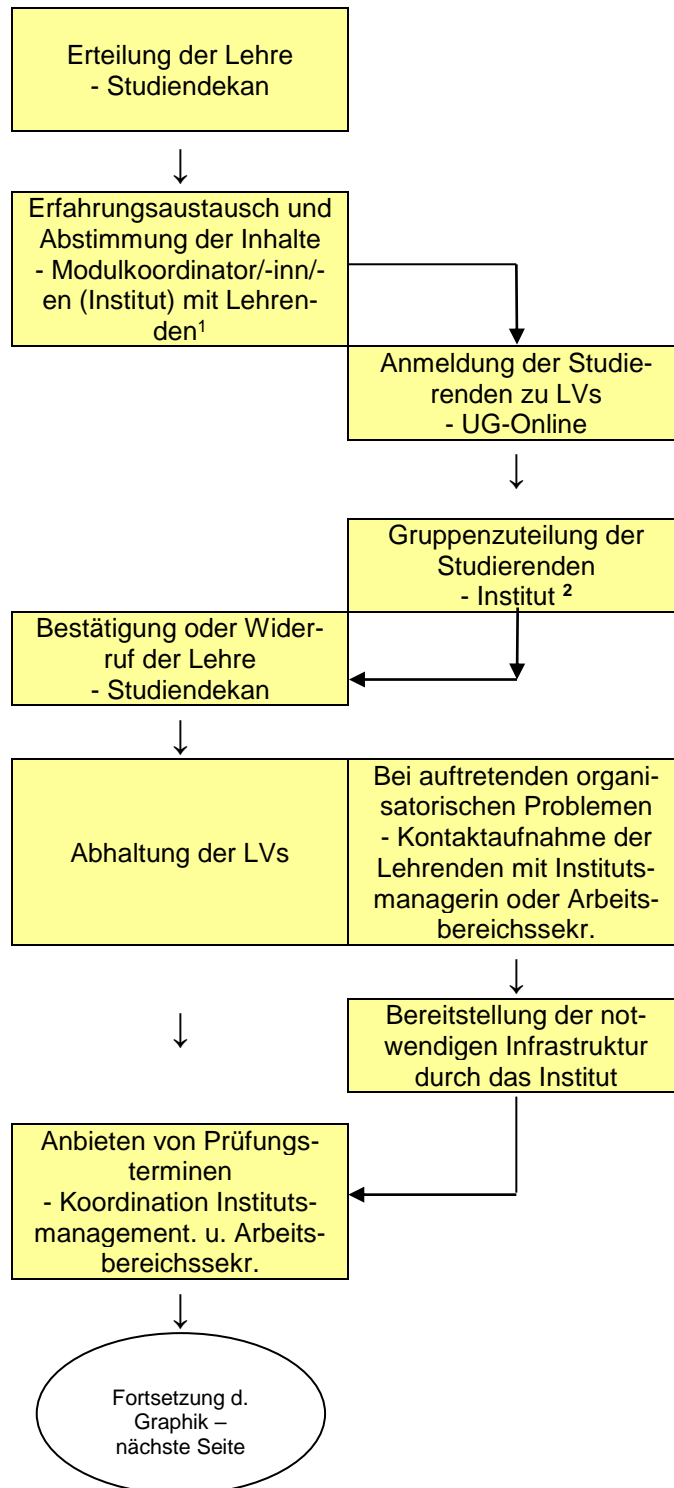 Erteilung der Lehre
- Studiendekan
↓
Erfahrungsaustausch und
Abstimmung der Inhalte
- Modulkoordinator/-inn/-
en (Institut) mit Lehren-
den¹
Anmeldung der Studie-
renden zu LVs
- UG-Online
↓
Gruppenzuteilung der
Studierenden
- Institut ²
Bestätigung oder Wider-
ruf der Lehre
- Studiendekan
↓
Abhaltung der LVs
Bei auftretenden organi-
satorischen Problemen
- Kontaktaufnahme der
Lehrenden mit Instituts-
managerin oder Arbeits-
bereichssekr.
↓
↓
Bereitstellung der not-
wendigen Infrastruktur
durch das Institut
Anbieten von Prüfungs-
terminen
- Koordination Instituts-
management. u. Arbeits-
bereichssekr.
↓
Fortsetzung d.
Graphik –
nächste Seite